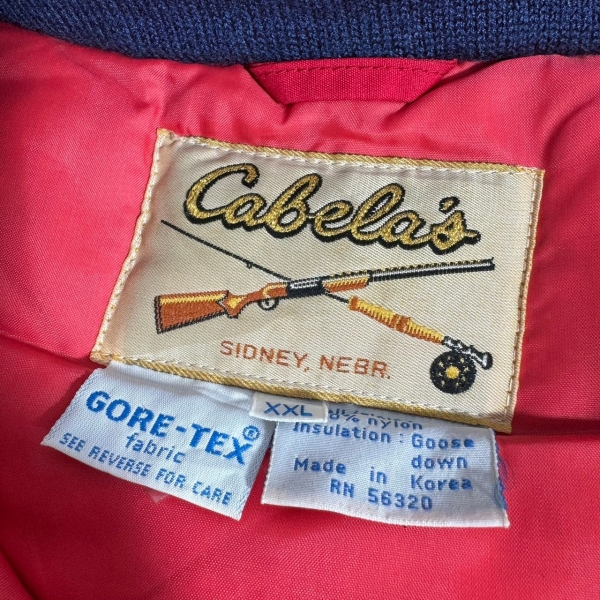 Cabela's
SIDNEY, NEBR.
GORE-TEX®
fabric
SEE REVERSE FOR CARE
XXL
nylon
Insulation: Goose
down
Made in Korea
RN 56320